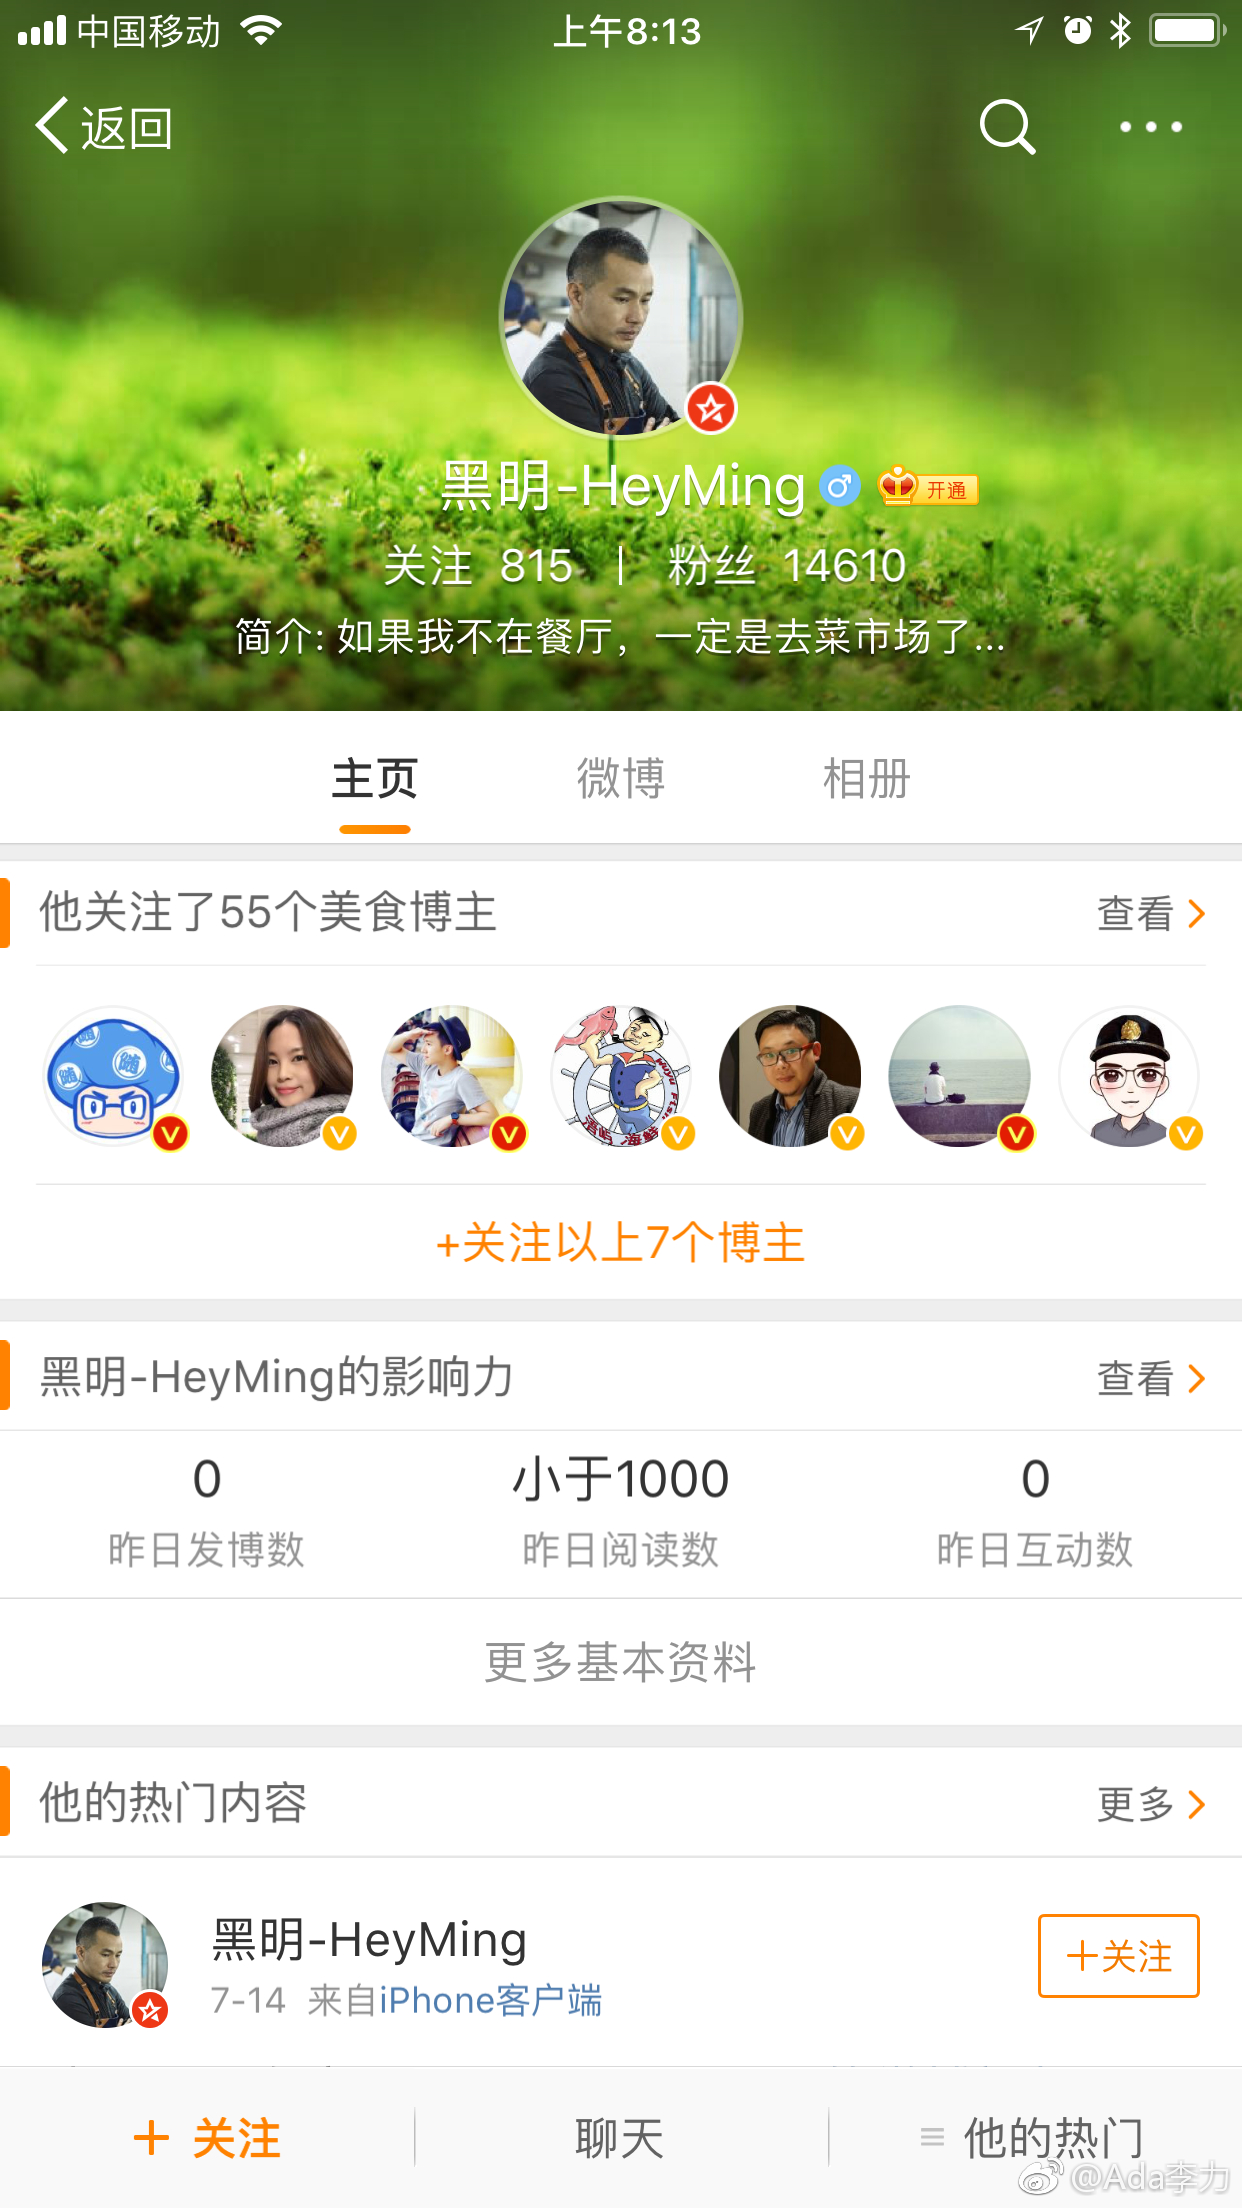 中国移动 上午8:13
返回
黑明-HeyMing 开通
关注 815 | 粉丝 14610
简介: 如果我不在餐厅，一定是去菜市场了...
主页 微博 相册
他关注了55个美食博主 查看
+关注以上7个博主
黑明-HeyMing的影响力 查看
0 小于1000 0
昨日发博数 昨日阅读数 昨日互动数
更多基本资料
他的热门内容 更多
黑明-HeyMing
7-14 来自iPhone客户端
+关注
+ 关注 聊天 他的热门
@Ada李力